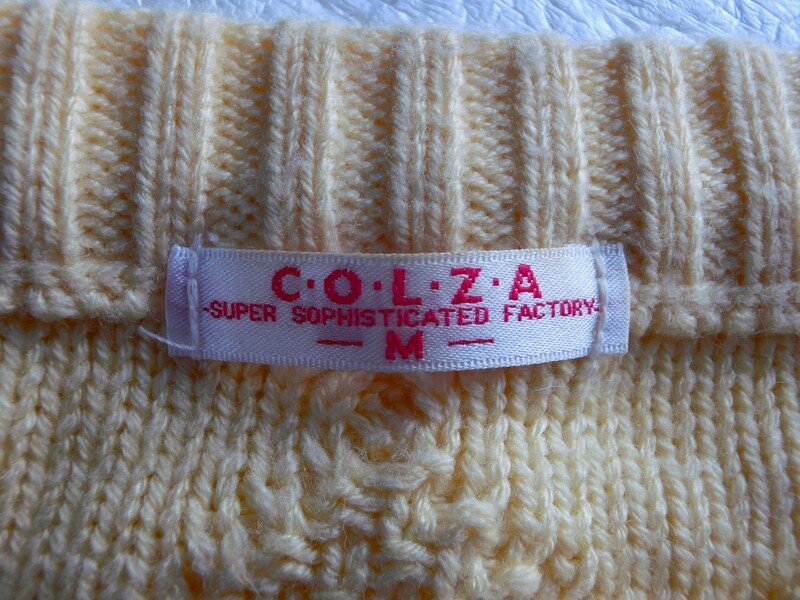 C·O·L·Z·A
-SUPER SOPHISTICATED FACTORY-
— M —